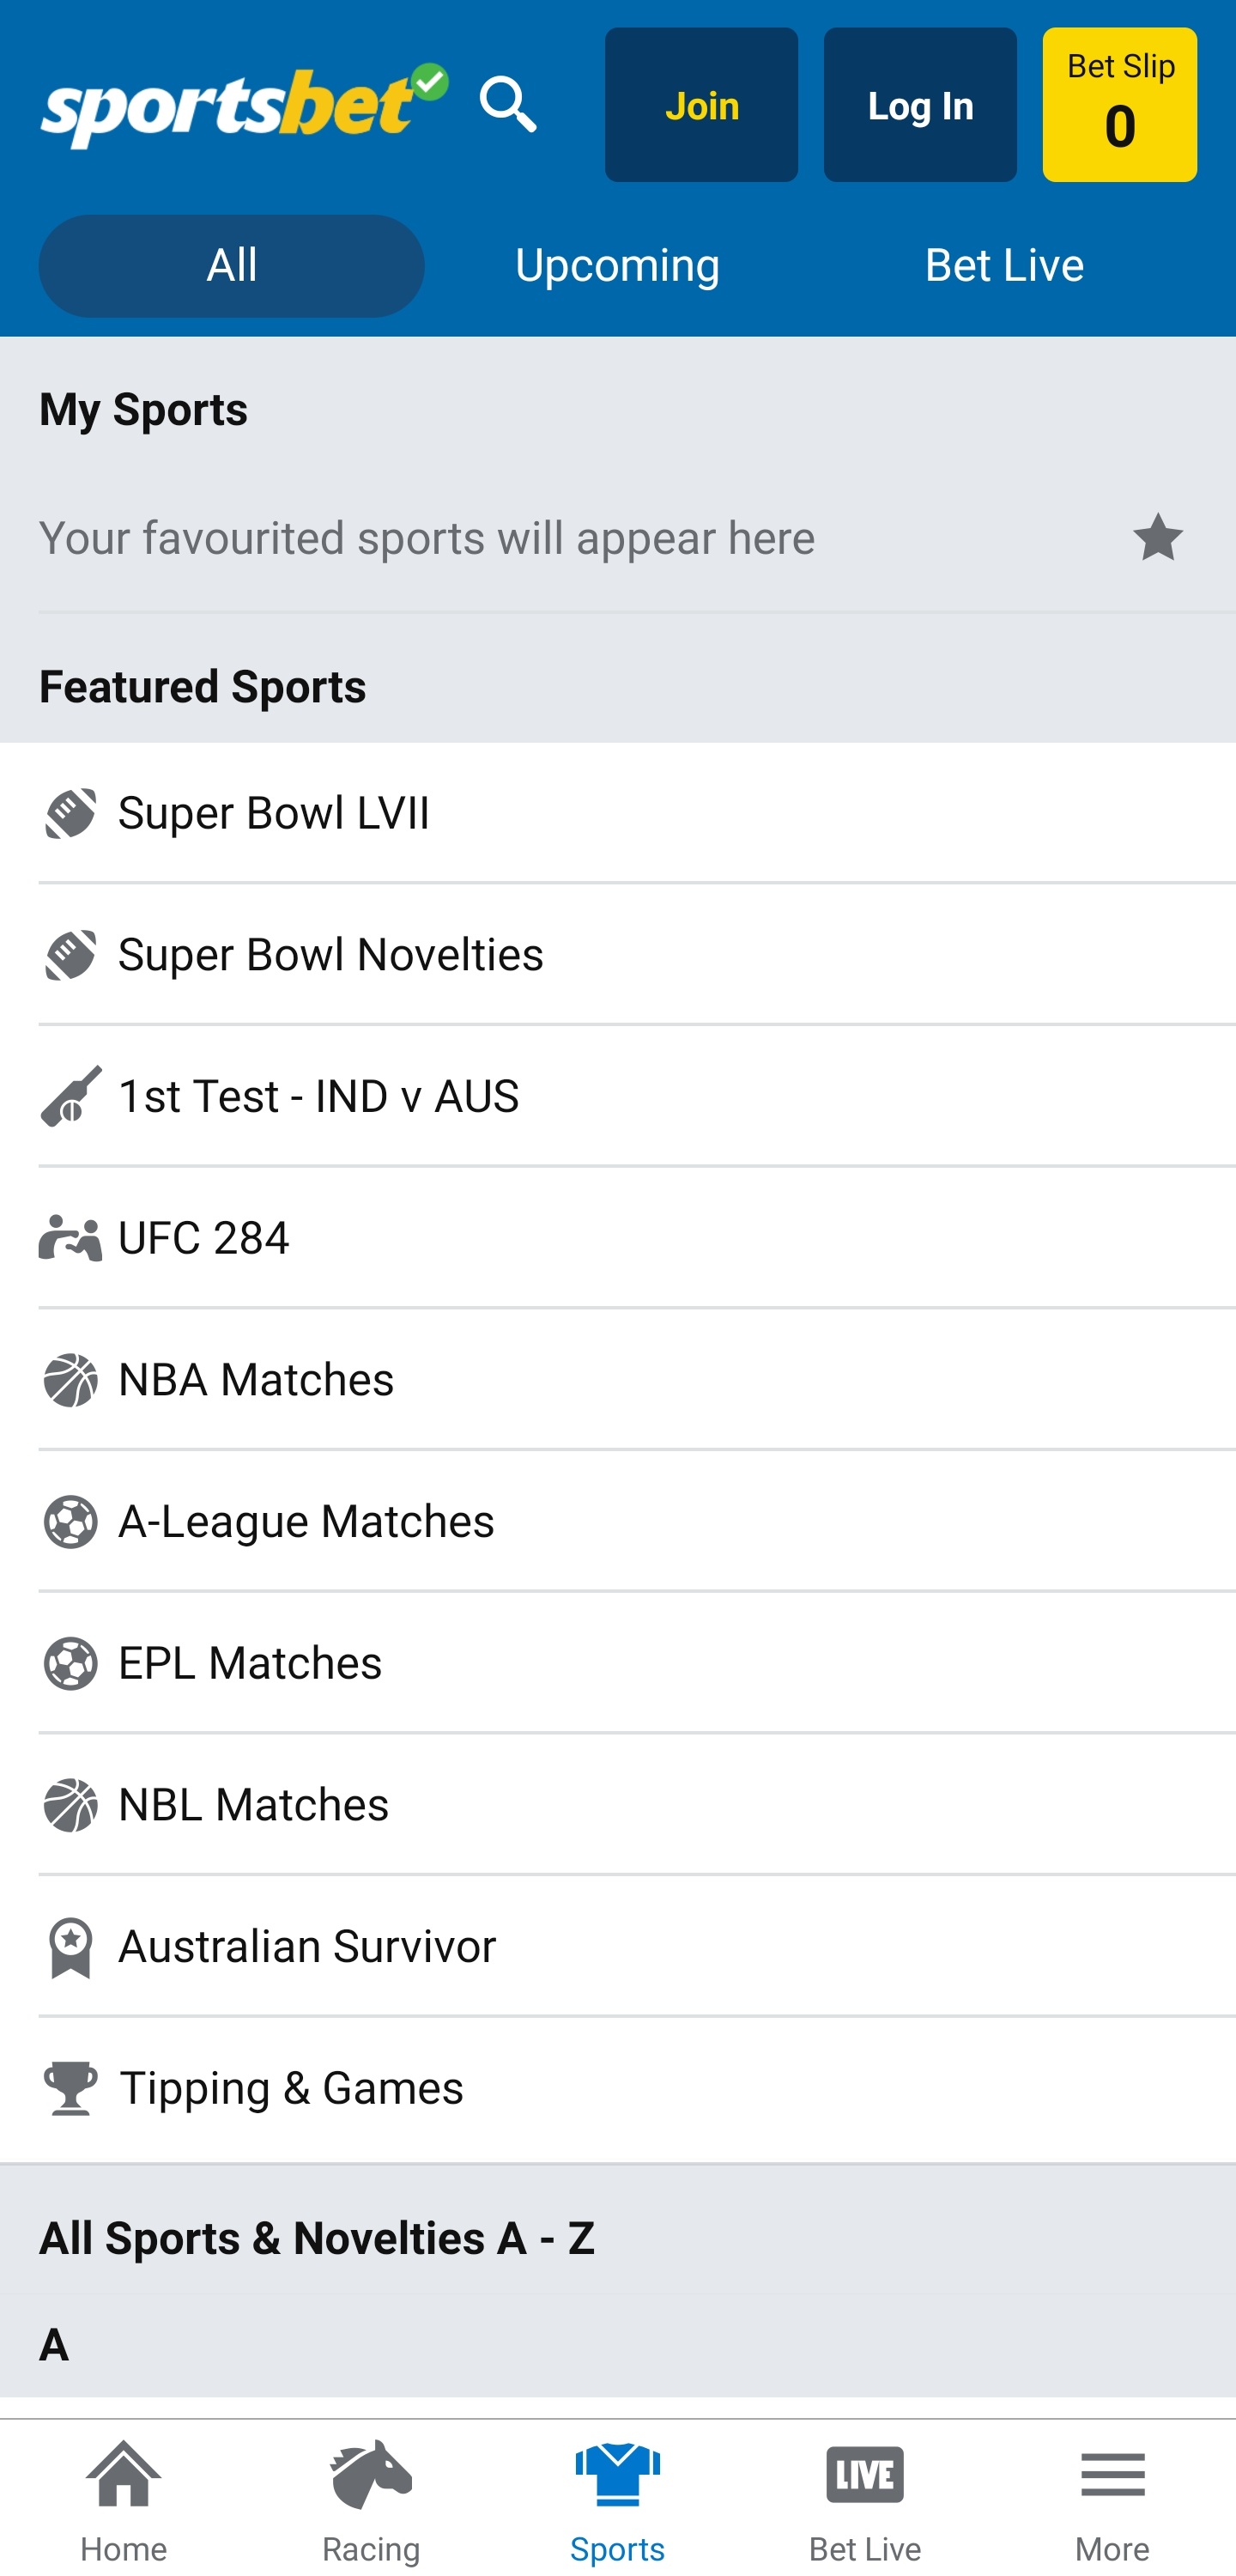 sportsbet
Join
Log In
Bet Slip
0
All
Upcoming
Bet Live
My Sports
Your favourited sports will appear here
Featured Sports
Super Bowl LVII
Super Bowl Novelties
1st Test - IND v AUS
UFC 284
NBA Matches
A-League Matches
EPL Matches
NBL Matches
Australian Survivor
Tipping & Games
All Sports & Novelties A - Z
A
LIVE
Home
Racing
Sports
Bet Live
More